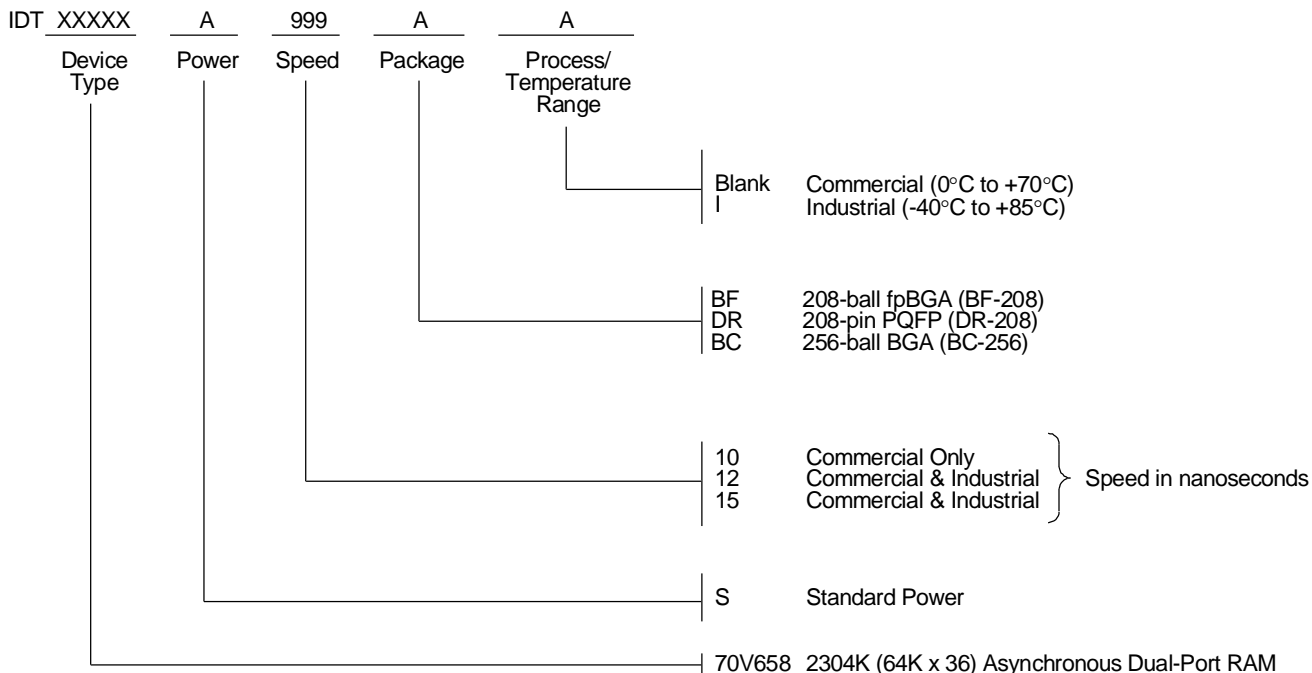 IDT XXXXX A 999 A A
Device Type
Power
Speed
Package
Process/ Temperature Range
Blank Commercial (0°C to +70°C)
I Industrial (-40°C to +85°C)
BF 208-ball fpBGA (BF-208)
DR 208-pin PQFP (DR-208)
BC 256-ball BGA (BC-256)
10 Commercial Only
12 Commercial & Industrial
15 Commercial & Industrial
Speed in nanoseconds
S Standard Power
70V658 2304K (64K x 36) Asynchronous Dual-Port RAM